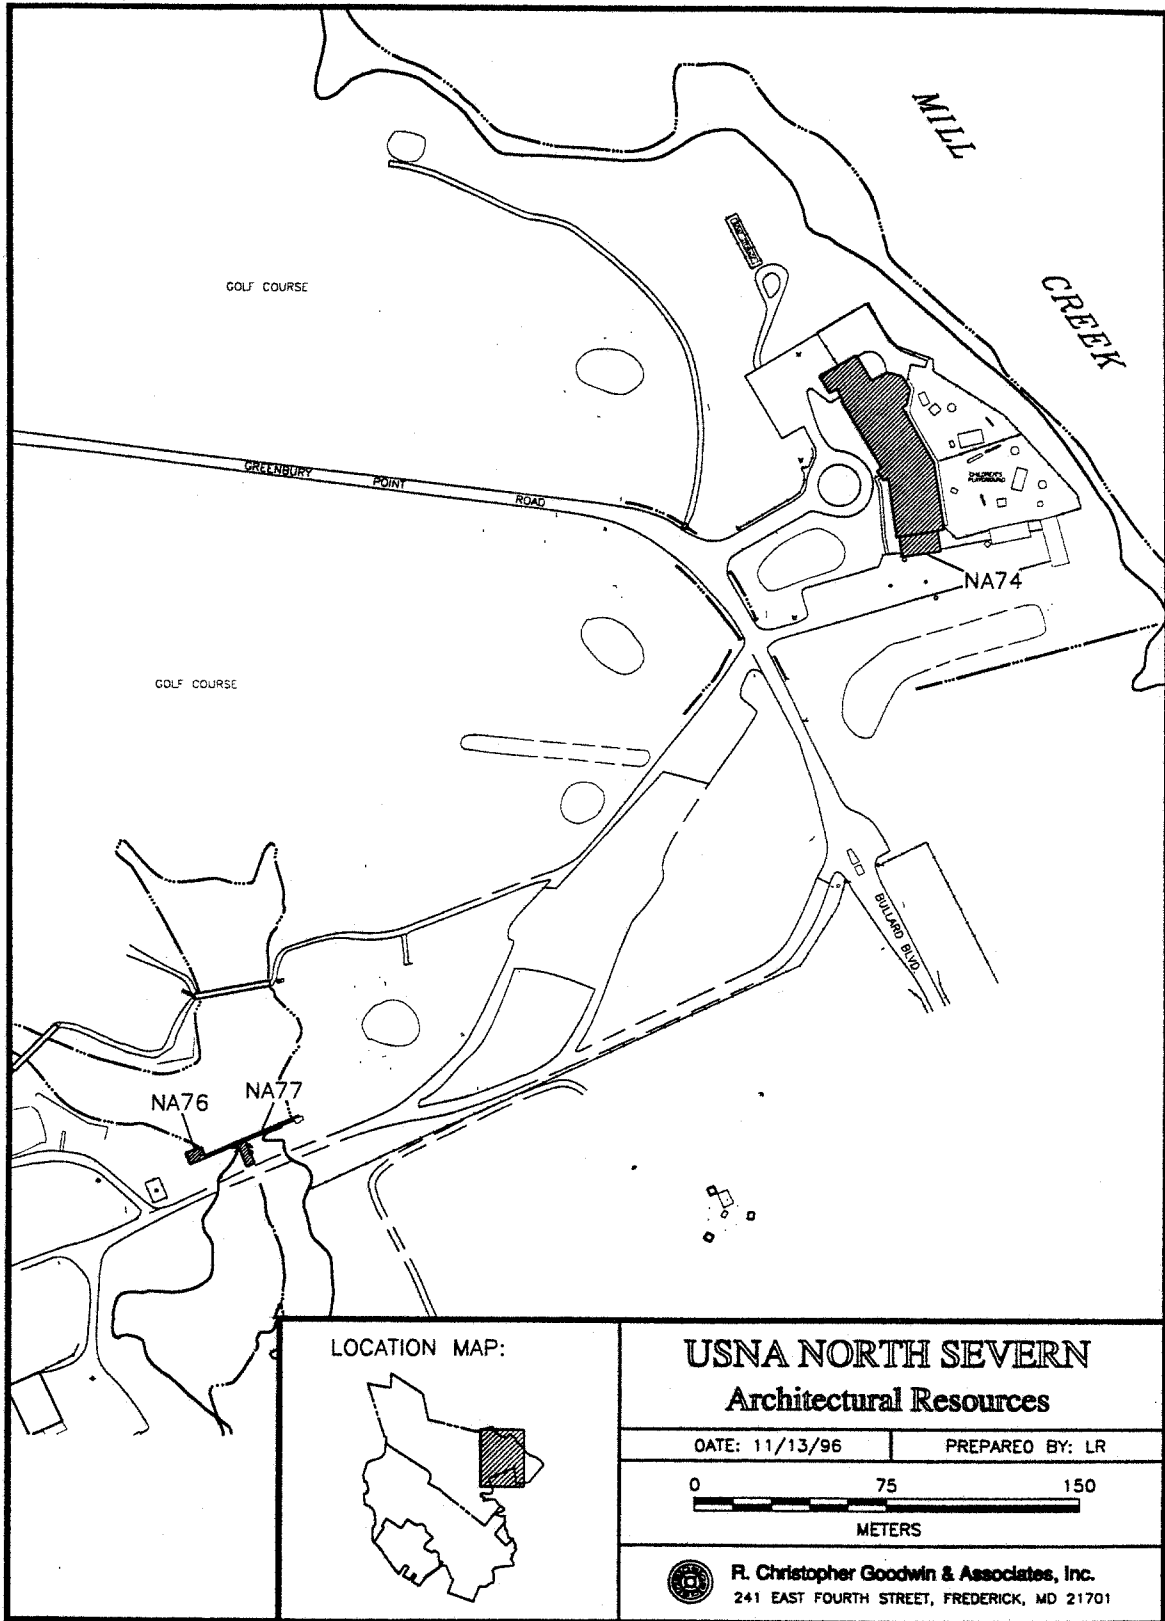 MILL
CREEK
GOLF COURSE
GREENBURY POINT ROAD
CHILDREN'S
PLAYGROUND
NA74
GOLF COURSE
BULLARD BLVD.
NA76
NA77
LOCATION MAP:
USNA NORTH SEVERN
Architectural Resources
DATE: 11/13/96
PREPARED BY: LR
0 75 150
METERS
R. Christopher Goodwin & Associates, Inc.
241 EAST FOURTH STREET, FREDERICK, MD 21701